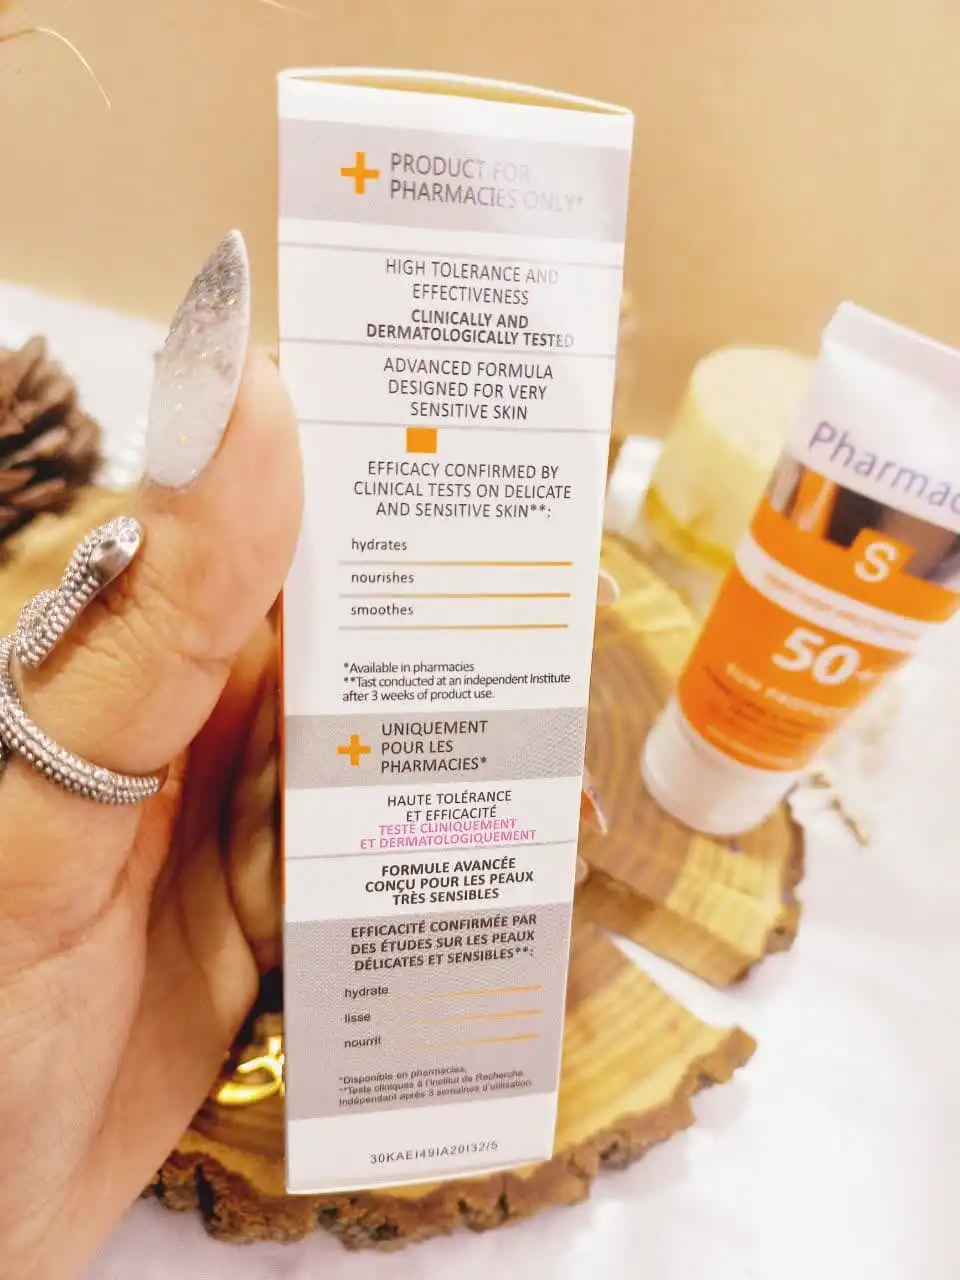 PRODUCT FOR
PHARMACIES ONLY*
HIGH TOLERANCE AND
EFFECTIVENESS
CLINICALLY AND
DERMATOLOGICALLY TESTED
ADVANCED FORMULA
DESIGNED FOR VERY
SENSITIVE SKIN
EFFICACY CONFIRMED BY
CLINICAL TESTS ON DELICATE
AND SENSITIVE SKIN**:
hydrates
nourishes
smoothes
*Available in pharmacies
**Tast conducted at an independent Institute
after 3 weeks of product use.
UNIQUEMENT
POUR LES
PHARMACIES*
HAUTE TOLÉRANCE
ET EFFICACITÉ
TESTÉ CLINIQUEMENT
ET DERMATOLOGIQUEMENT
FORMULE AVANCÉE
CONÇU POUR LES PEAUX
TRÈS SENSIBLES
EFFICACITÉ CONFIRMÉE PAR
DES ÉTUDES SUR LES PEAUX
DÉLICATES ET SENSIBLES**:
hydrate
lisse
nourrit
*Disponible en pharmacies.
**Tests cliniques à l'Institut de Recherche
Indépendant après 3 semaines d'utilisation.
30KAEI49IA20I32/5
Pharmac
S
50+